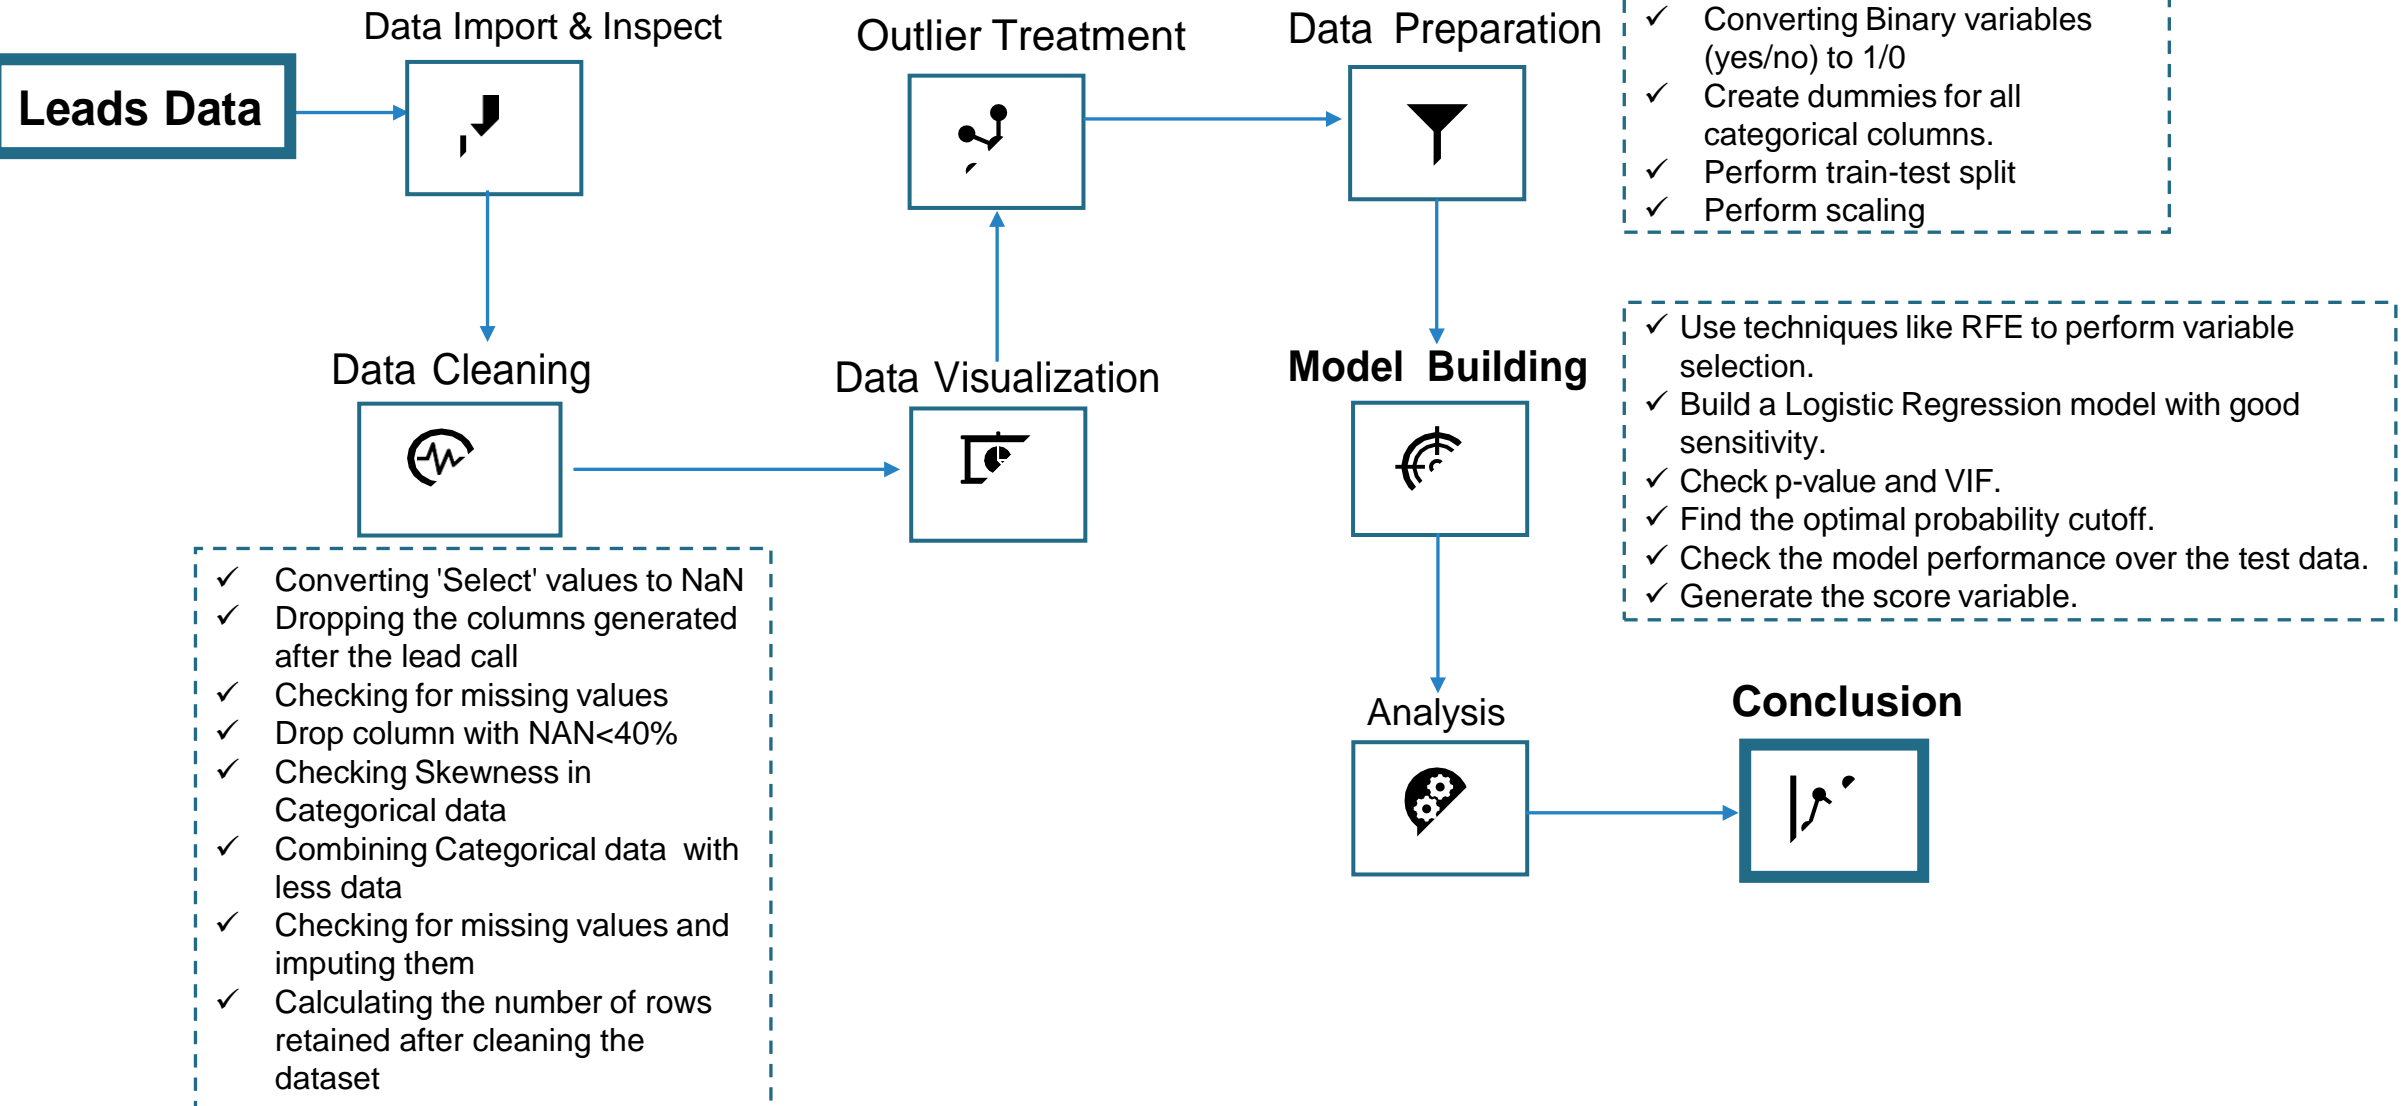 Data Import & Inspect
Outlier Treatment
Data Preparation
Leads Data
✓ Converting Binary variables
(yes/no) to 1/0
✓ Create dummies for all
categorical columns.
✓ Perform train-test split
✓ Perform scaling
Data Cleaning
Data Visualization
Model Building
✓ Use techniques like RFE to perform variable
selection.
✓ Build a Logistic Regression model with good
sensitivity.
✓ Check p-value and VIF.
✓ Find the optimal probability cutoff.
✓ Check the model performance over the test data.
✓ Generate the score variable.
✓ Converting 'Select' values to NaN
✓ Dropping the columns generated
after the lead call
✓ Checking for missing values
✓ Drop column with NAN<40%
✓ Checking Skewness in
Categorical data
✓ Combining Categorical data with
less data
✓ Checking for missing values and
imputing them
✓ Calculating the number of rows
retained after cleaning the
dataset
Analysis
Conclusion